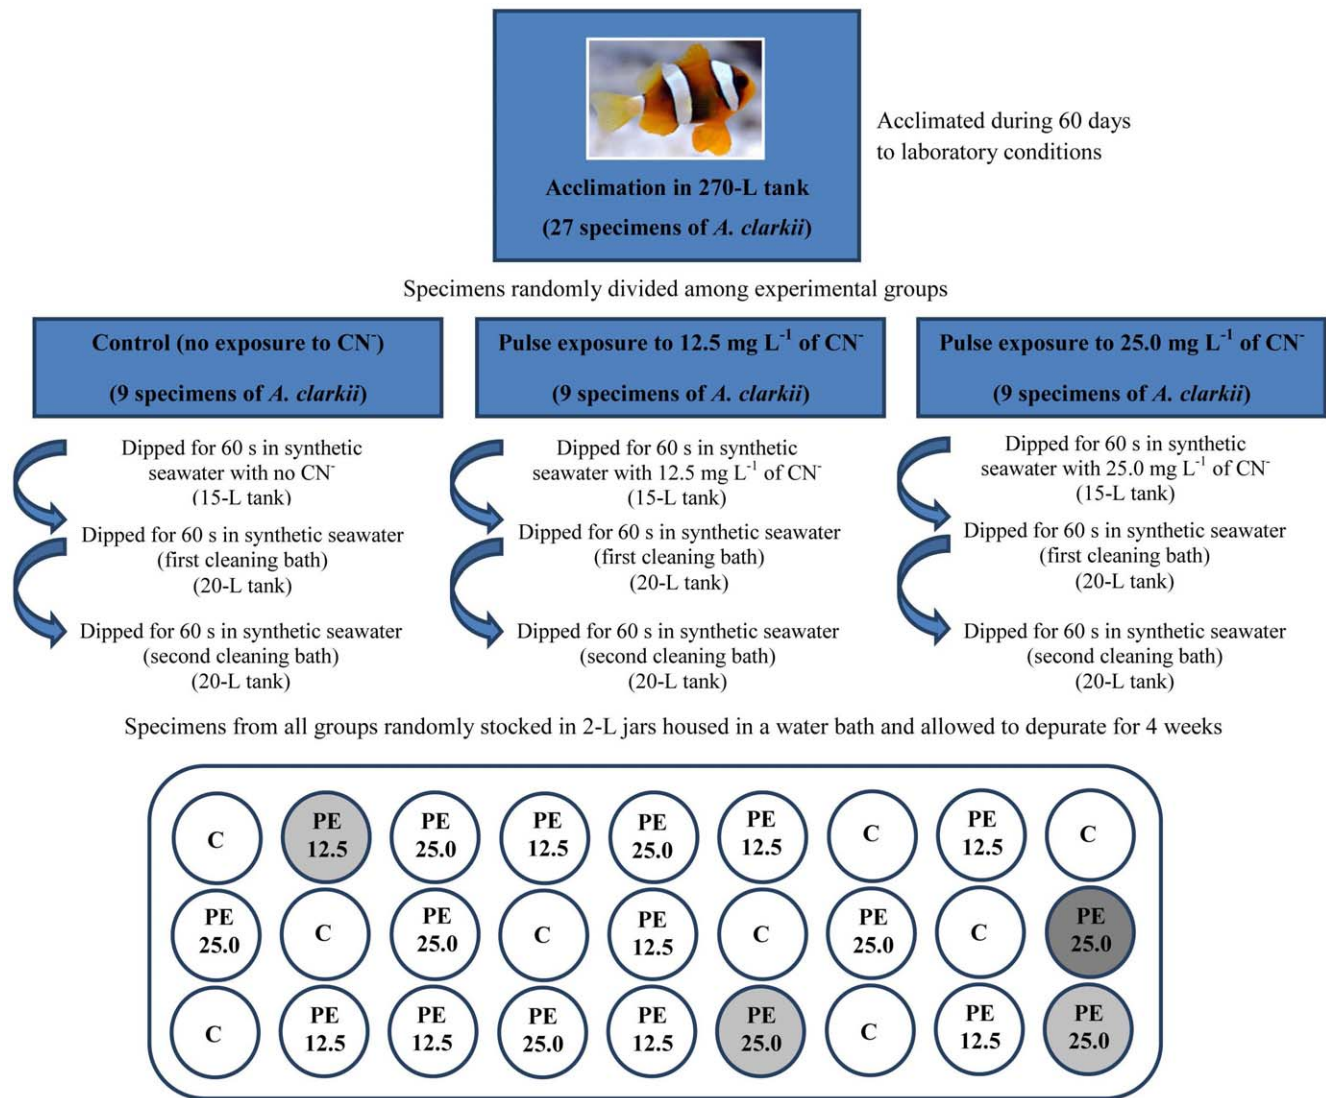 Acclimated during 60 days
to laboratory conditions
Acclimation in 270-L tank
(27 specimens of A. clarkii)
Specimens randomly divided among experimental groups
Control (no exposure to CN⁻)
(9 specimens of A. clarkii)
Pulse exposure to 12.5 mg L⁻¹ of CN⁻
(9 specimens of A. clarkii)
Pulse exposure to 25.0 mg L⁻¹ of CN⁻
(9 specimens of A. clarkii)
Dipped for 60 s in synthetic
seawater with no CN⁻
(15-L tank)
Dipped for 60 s in synthetic seawater
(first cleaning bath)
(20-L tank)
Dipped for 60 s in synthetic seawater
(second cleaning bath)
(20-L tank)
Dipped for 60 s in synthetic
seawater with 12.5 mg L⁻¹ of CN⁻
(15-L tank)
Dipped for 60 s in synthetic seawater
(first cleaning bath)
(20-L tank)
Dipped for 60 s in synthetic seawater
(second cleaning bath)
(20-L tank)
Dipped for 60 s in synthetic
seawater with 25.0 mg L⁻¹ of CN⁻
(15-L tank)
Dipped for 60 s in synthetic seawater
(first cleaning bath)
(20-L tank)
Dipped for 60 s in synthetic seawater
(second cleaning bath)
(20-L tank)
Specimens from all groups randomly stocked in 2-L jars housed in a water bath and allowed to depurate for 4 weeks
C
PE
12.5
PE
25.0
PE
12.5
PE
25.0
PE
12.5
C
PE
12.5
C
PE
25.0
C
PE
25.0
C
PE
12.5
C
PE
25.0
C
PE
25.0
C
PE
12.5
PE
12.5
PE
25.0
PE
12.5
PE
25.0
C
PE
12.5
PE
25.0